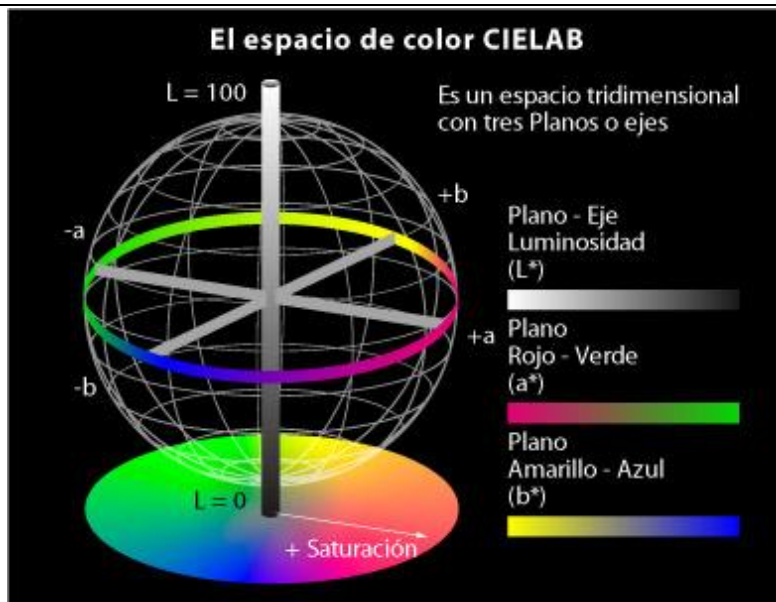 El espacio de color CIELAB
L = 100
Es un espacio tridimensional
con tres Planos o ejes
+b
-a
Plano - Eje
Luminosidad
(L*)
+a
Plano
Rojo - Verde
(a*)
-b
Plano
Amarillo - Azul
(b*)
L = 0
+ Saturación